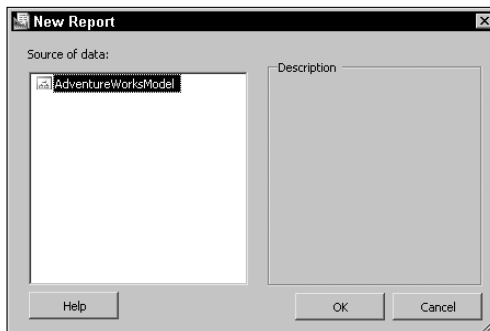 New Report
Source of data:
Description
AdventureWorksModel
Help
OK
Cancel